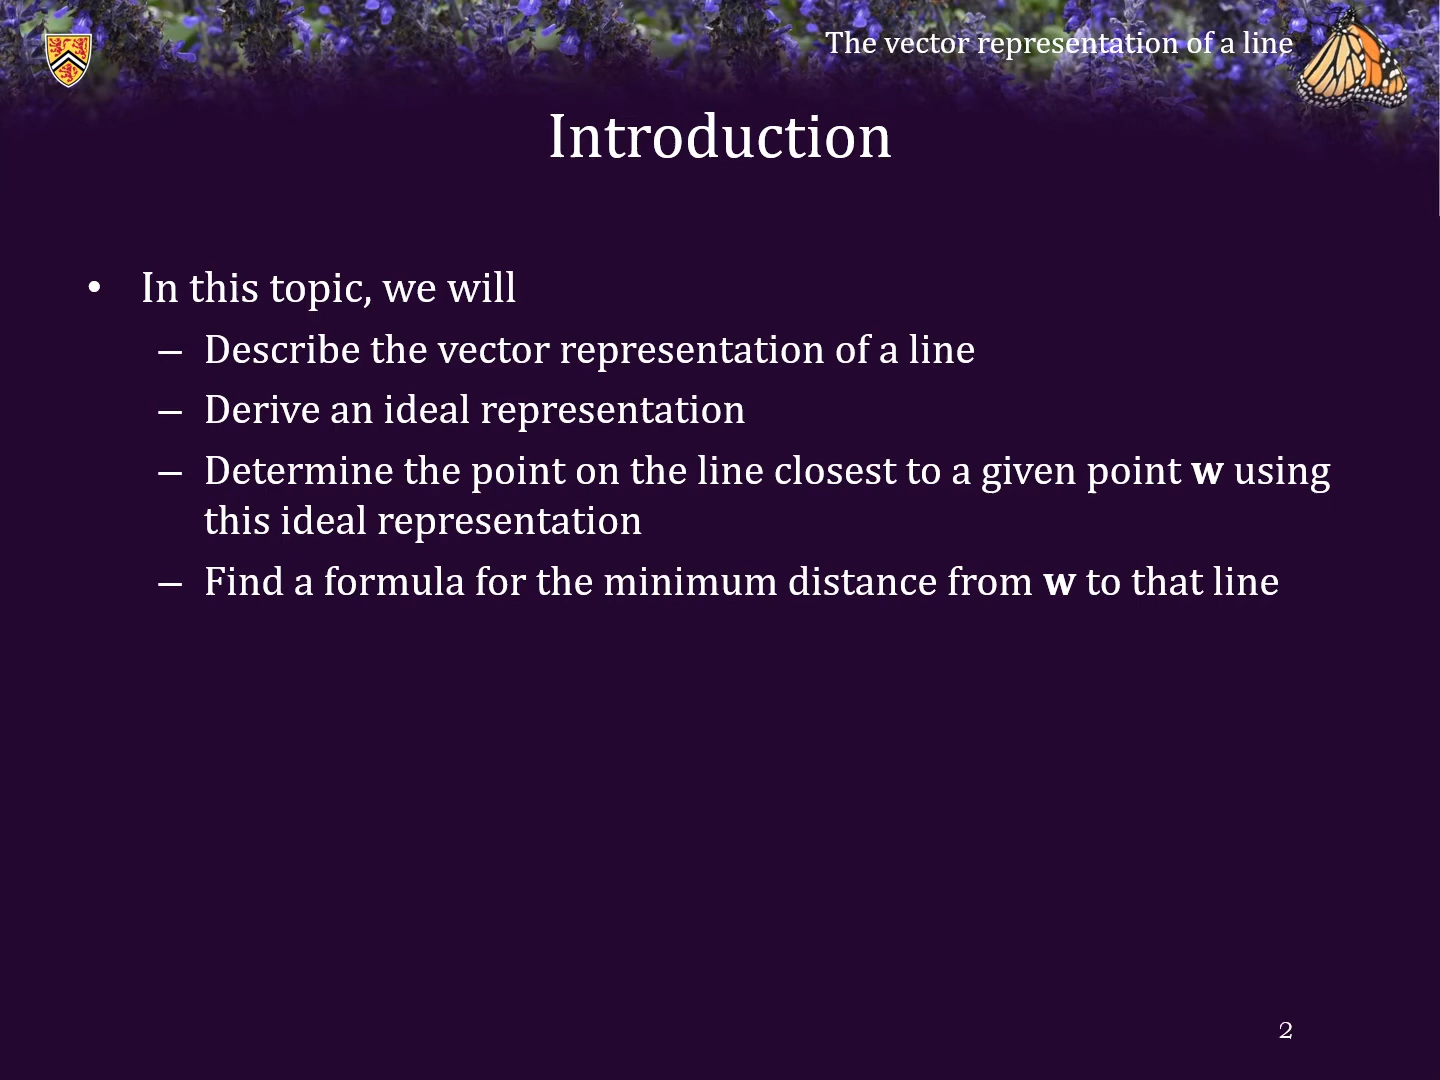 The vector representation of a line
Introduction
• In this topic, we will
– Describe the vector representation of a line
– Derive an ideal representation
– Determine the point on the line closest to a given point w using
this ideal representation
– Find a formula for the minimum distance from w to that line
2